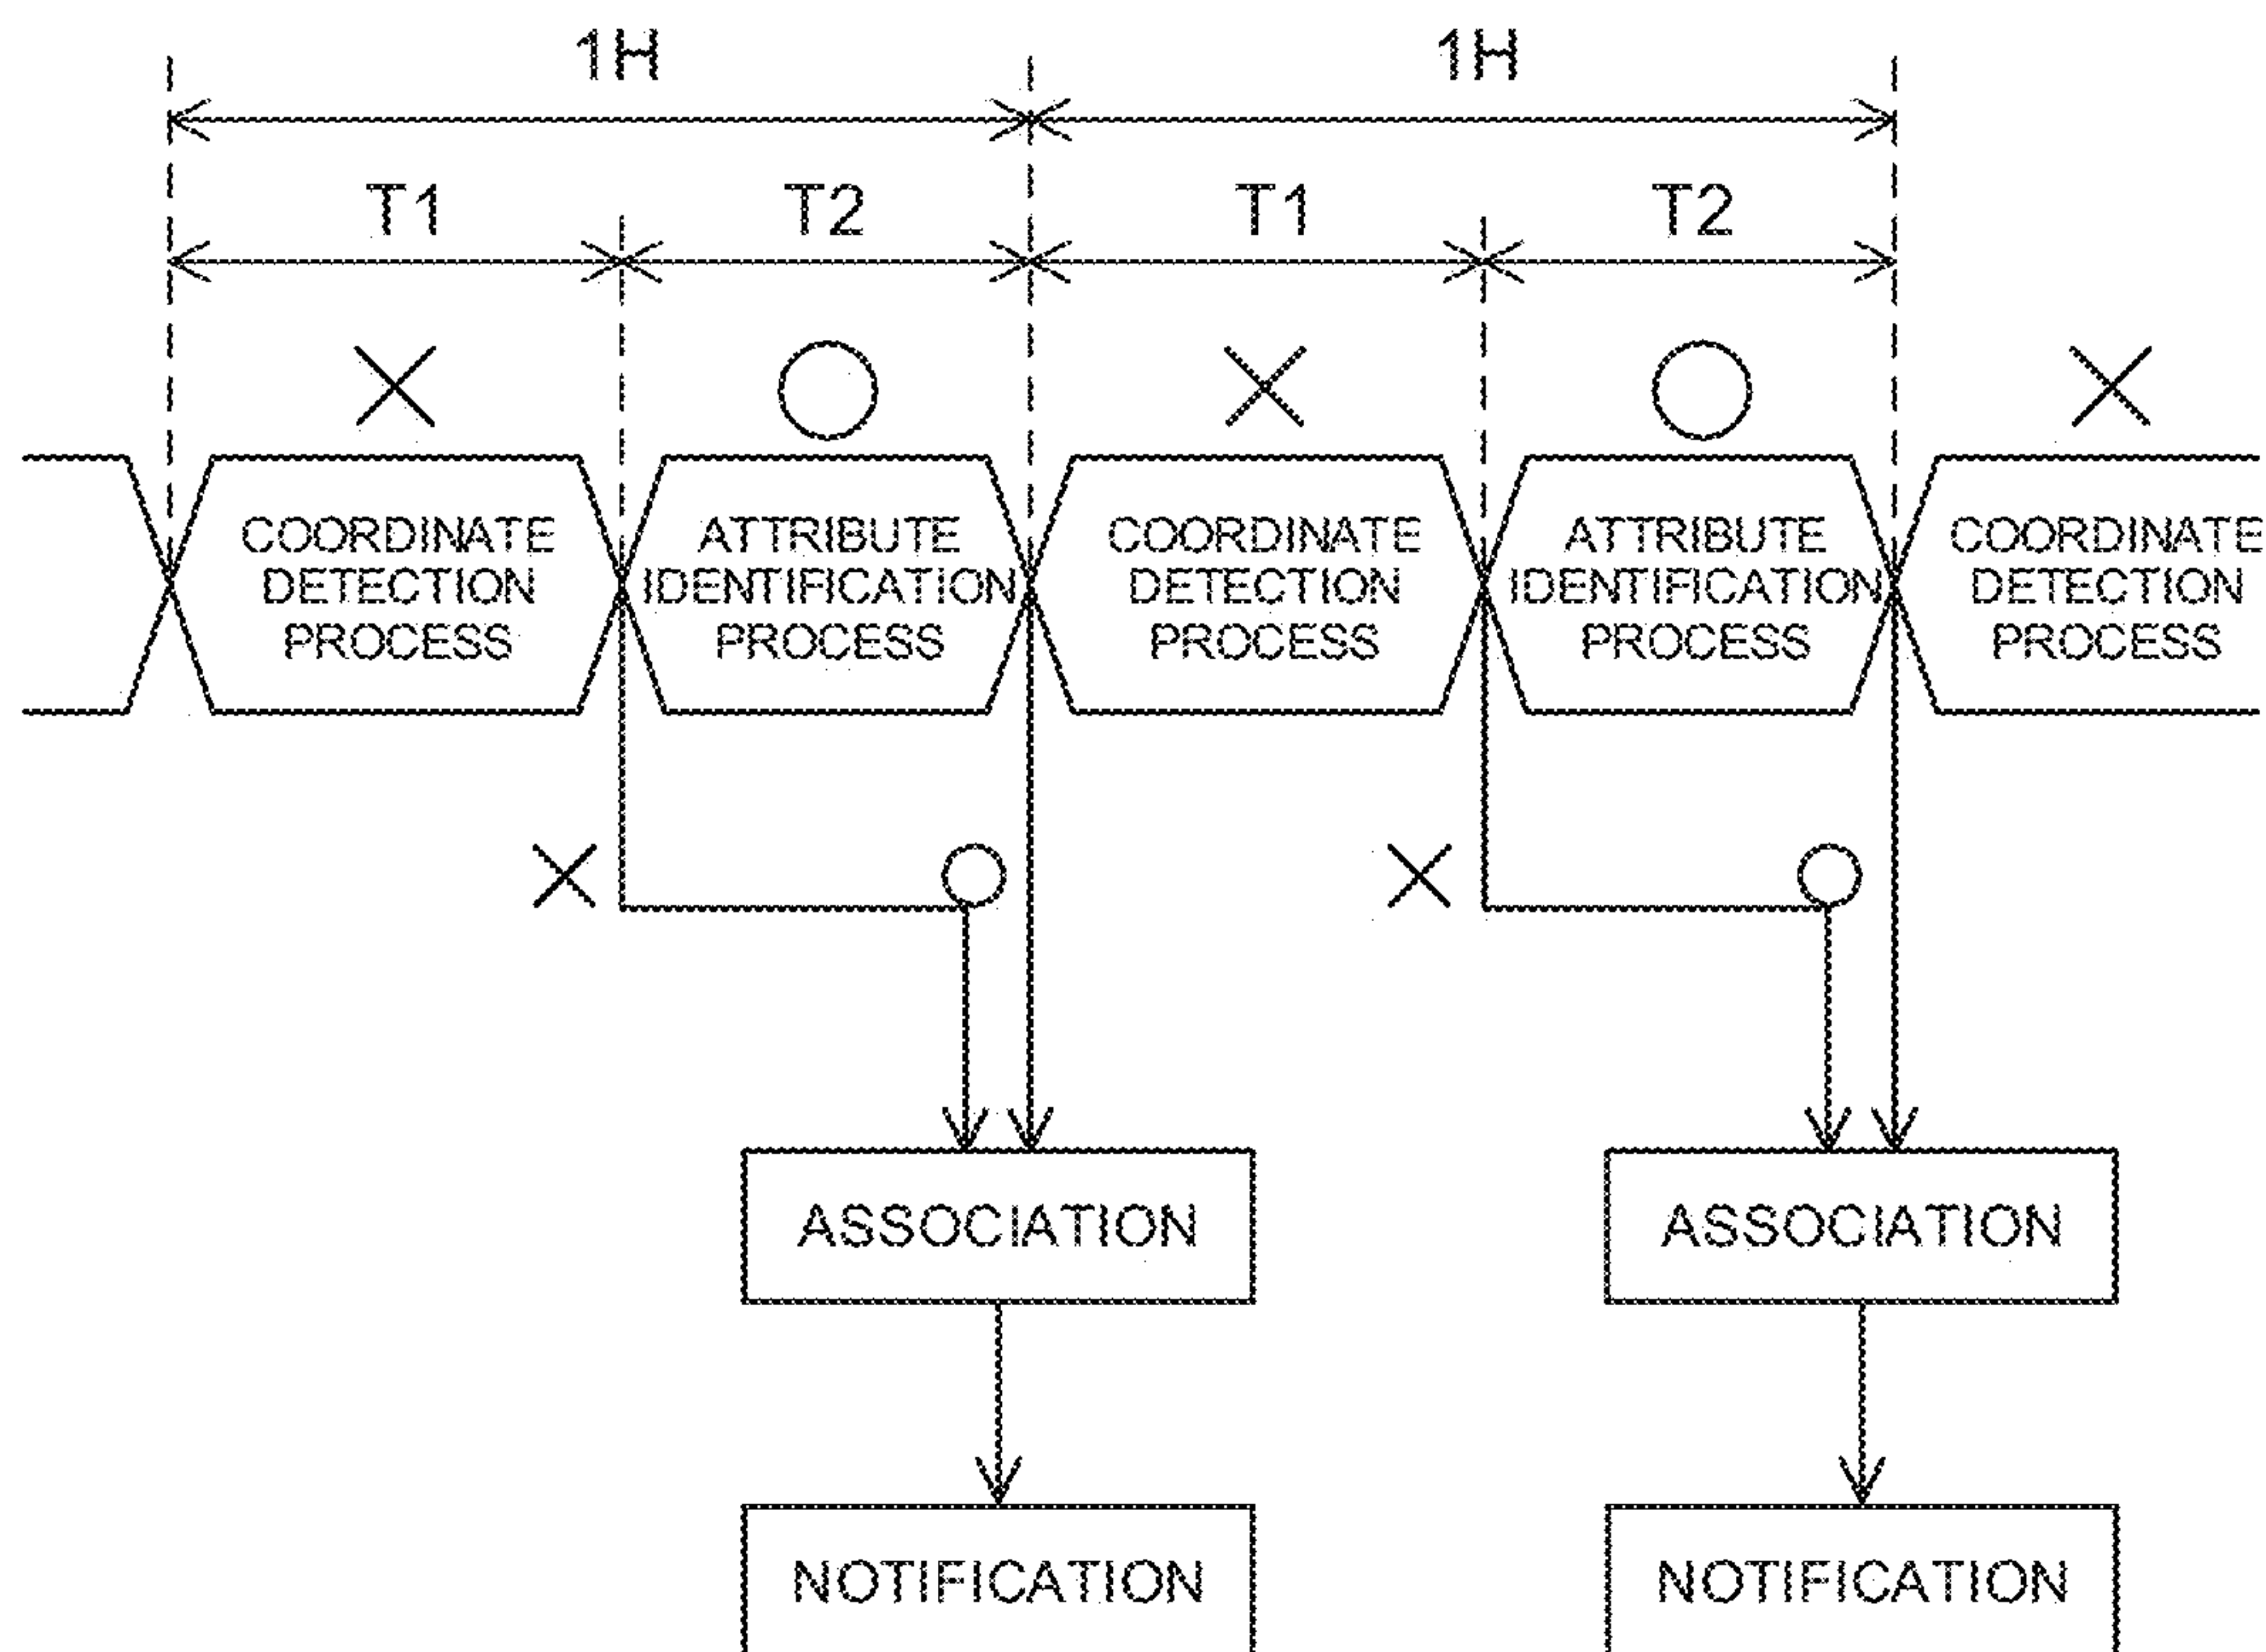 1H 1H
T1 T2 T1 T2
COORDINATE DETECTION PROCESS
ATTRIBUTE IDENTIFICATION PROCESS
COORDINATE DETECTION PROCESS
ATTRIBUTE IDENTIFICATION PROCESS
COORDINATE DETECTION PROCESS
ASSOCIATION ASSOCIATION
NOTIFICATION NOTIFICATION